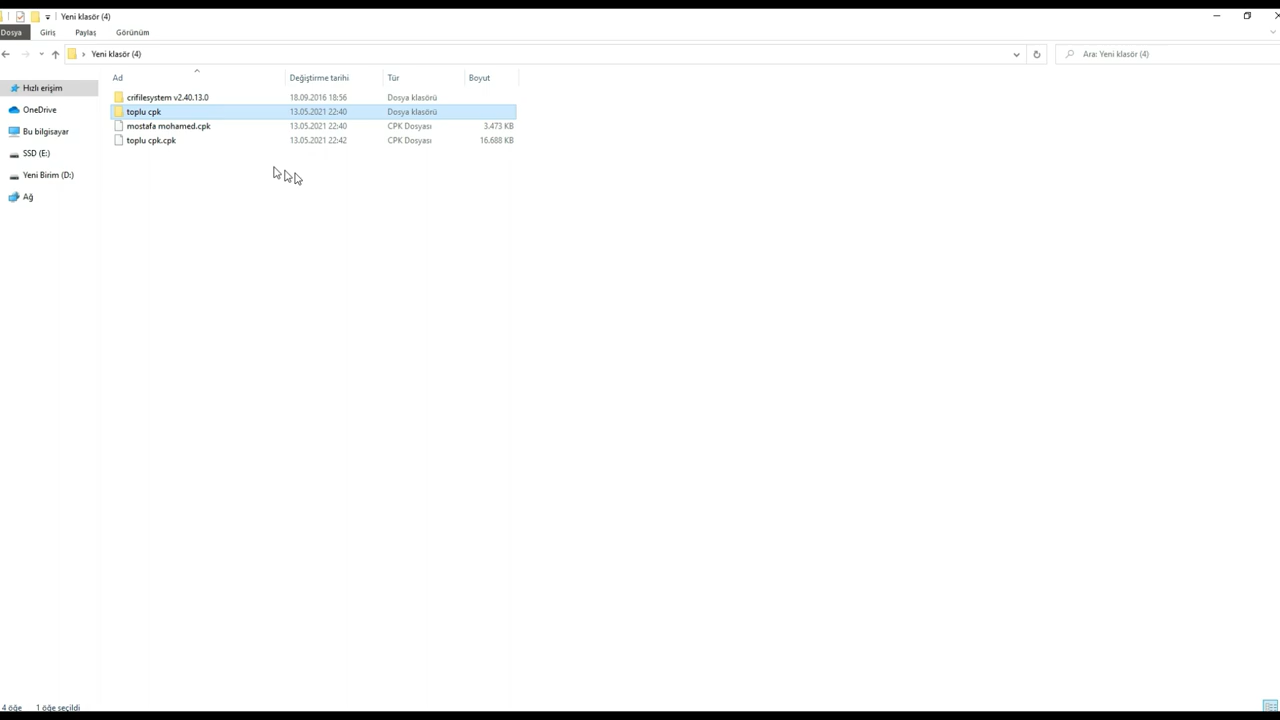 Yeni klasör (4)
Dosya Giriş Paylaş Görünüm
Yeni klasör (4) Ara: Yeni klasör (4)
Ad Değiştirme tarihi Tür Boyut
Hızlı erişim
OneDrive
Bu bilgisayar
SSD (E:)
Yeni Birim (D:)
Ağ
crifilesystem v2.40.13.0 18.09.2016 18:56 Dosya klasörü
toplu cpk 13.05.2021 22:40 Dosya klasörü
mostafa mohamed.cpk 13.05.2021 22:40 CPK Dosyası 3.473 KB
toplu cpk.cpk 13.05.2021 22:42 CPK Dosyası 16.688 KB
4 öğe 1 öğe seçildi